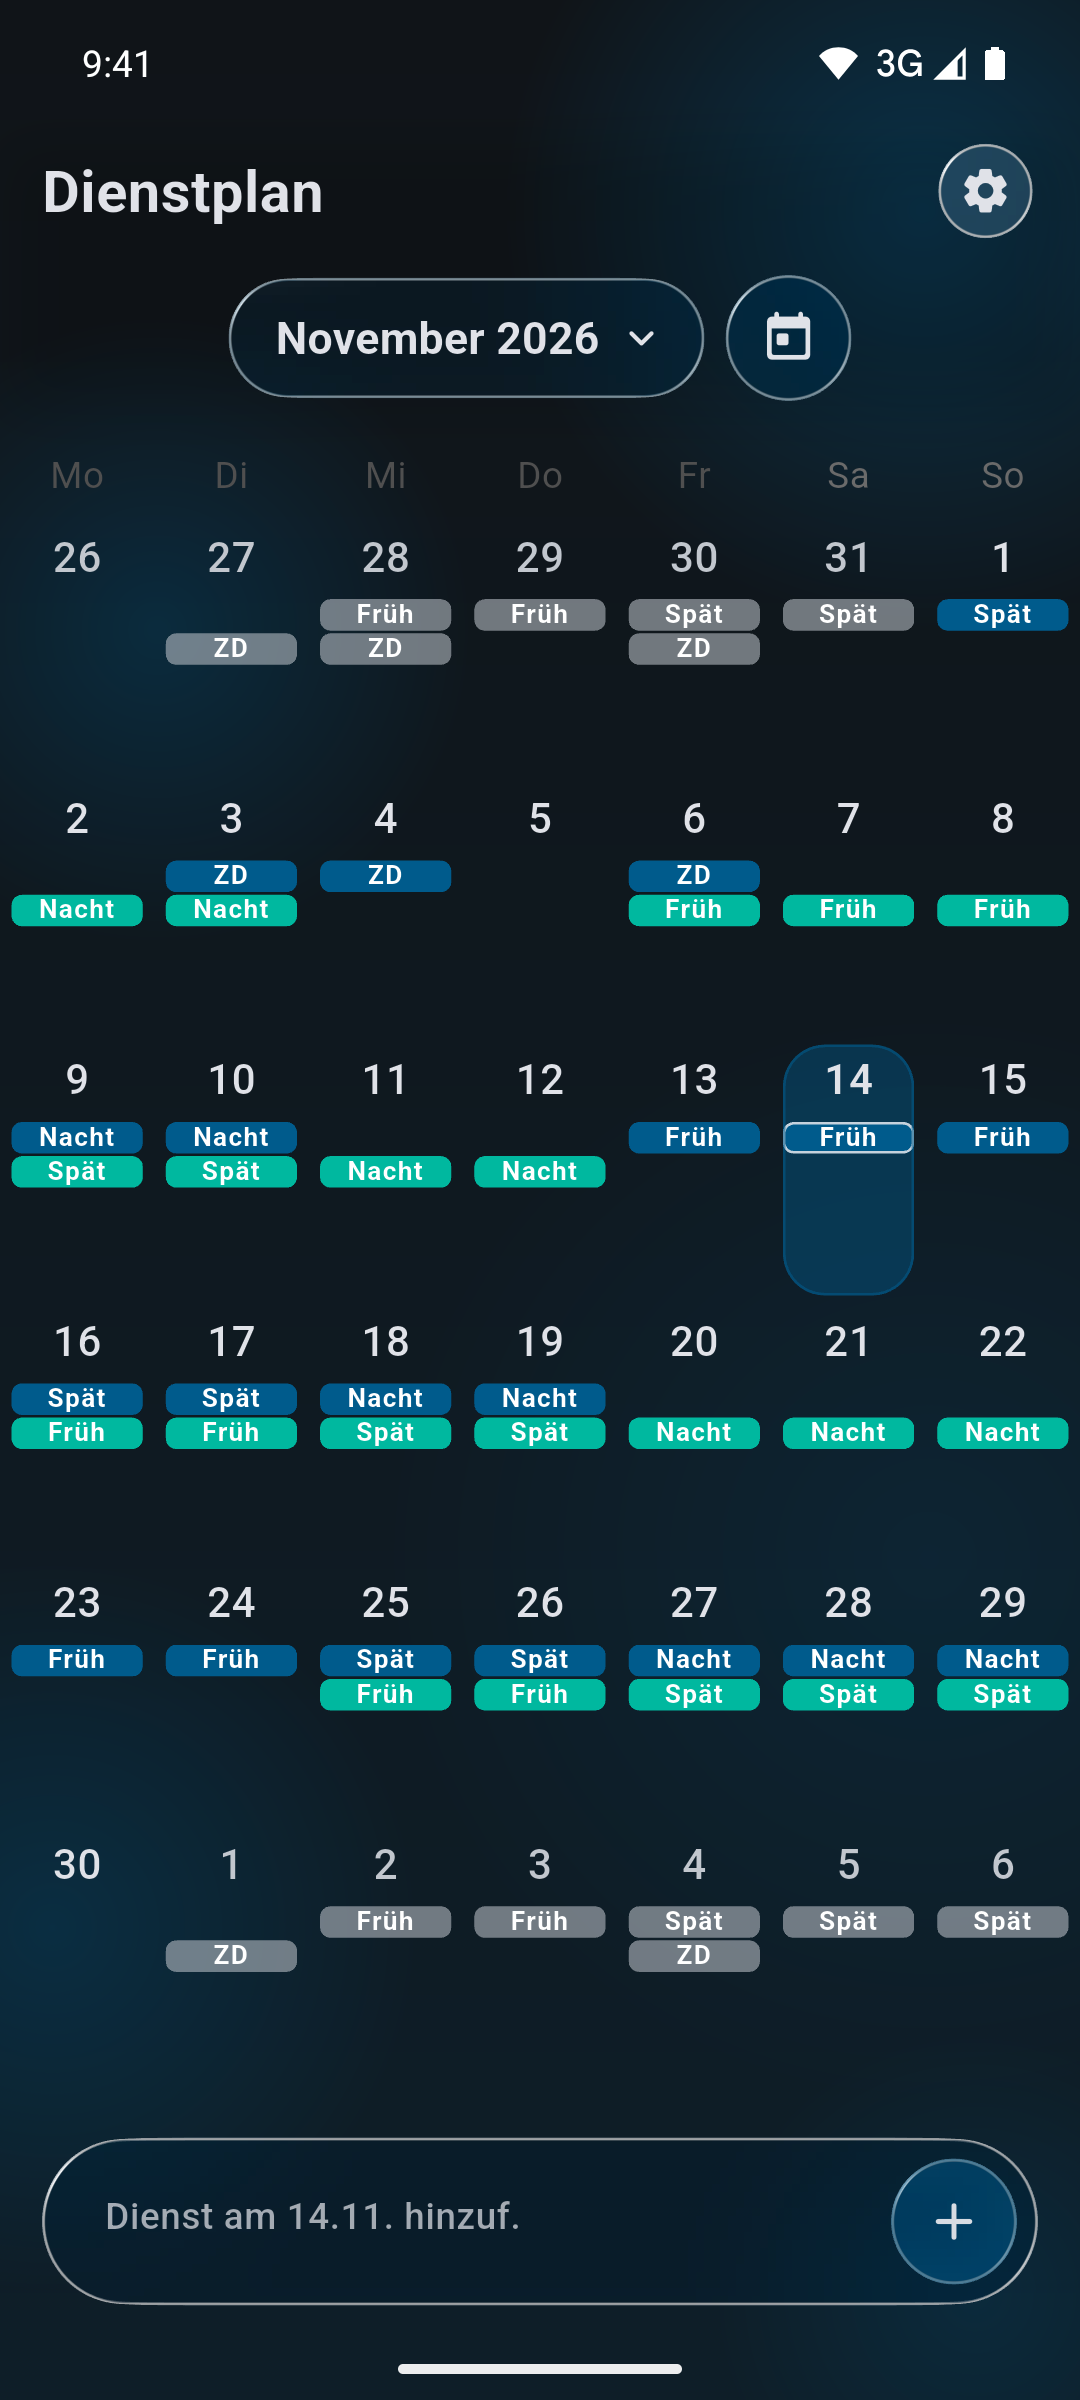 9:41 3G
Dienstplan
November 2026
Mo Di Mi Do Fr Sa So
26 27 28 29 30 31 1
Früh Früh Spät Spät Spät
ZD ZD ZD
2 3 4 5 6 7 8
ZD ZD ZD
Nacht Nacht Früh Früh Früh
9 10 11 12 13 14 15
Nacht Nacht Früh Früh Früh
Spät Spät Nacht Nacht
16 17 18 19 20 21 22
Spät Spät Nacht Nacht
Früh Früh Spät Spät Nacht Nacht Nacht
23 24 25 26 27 28 29
Früh Früh Spät Spät Nacht Nacht Nacht
Früh Früh Spät Spät Spät
30 1 2 3 4 5 6
Früh Früh Spät Spät Spät
ZD ZD
Dienst am 14.11. hinzuf.